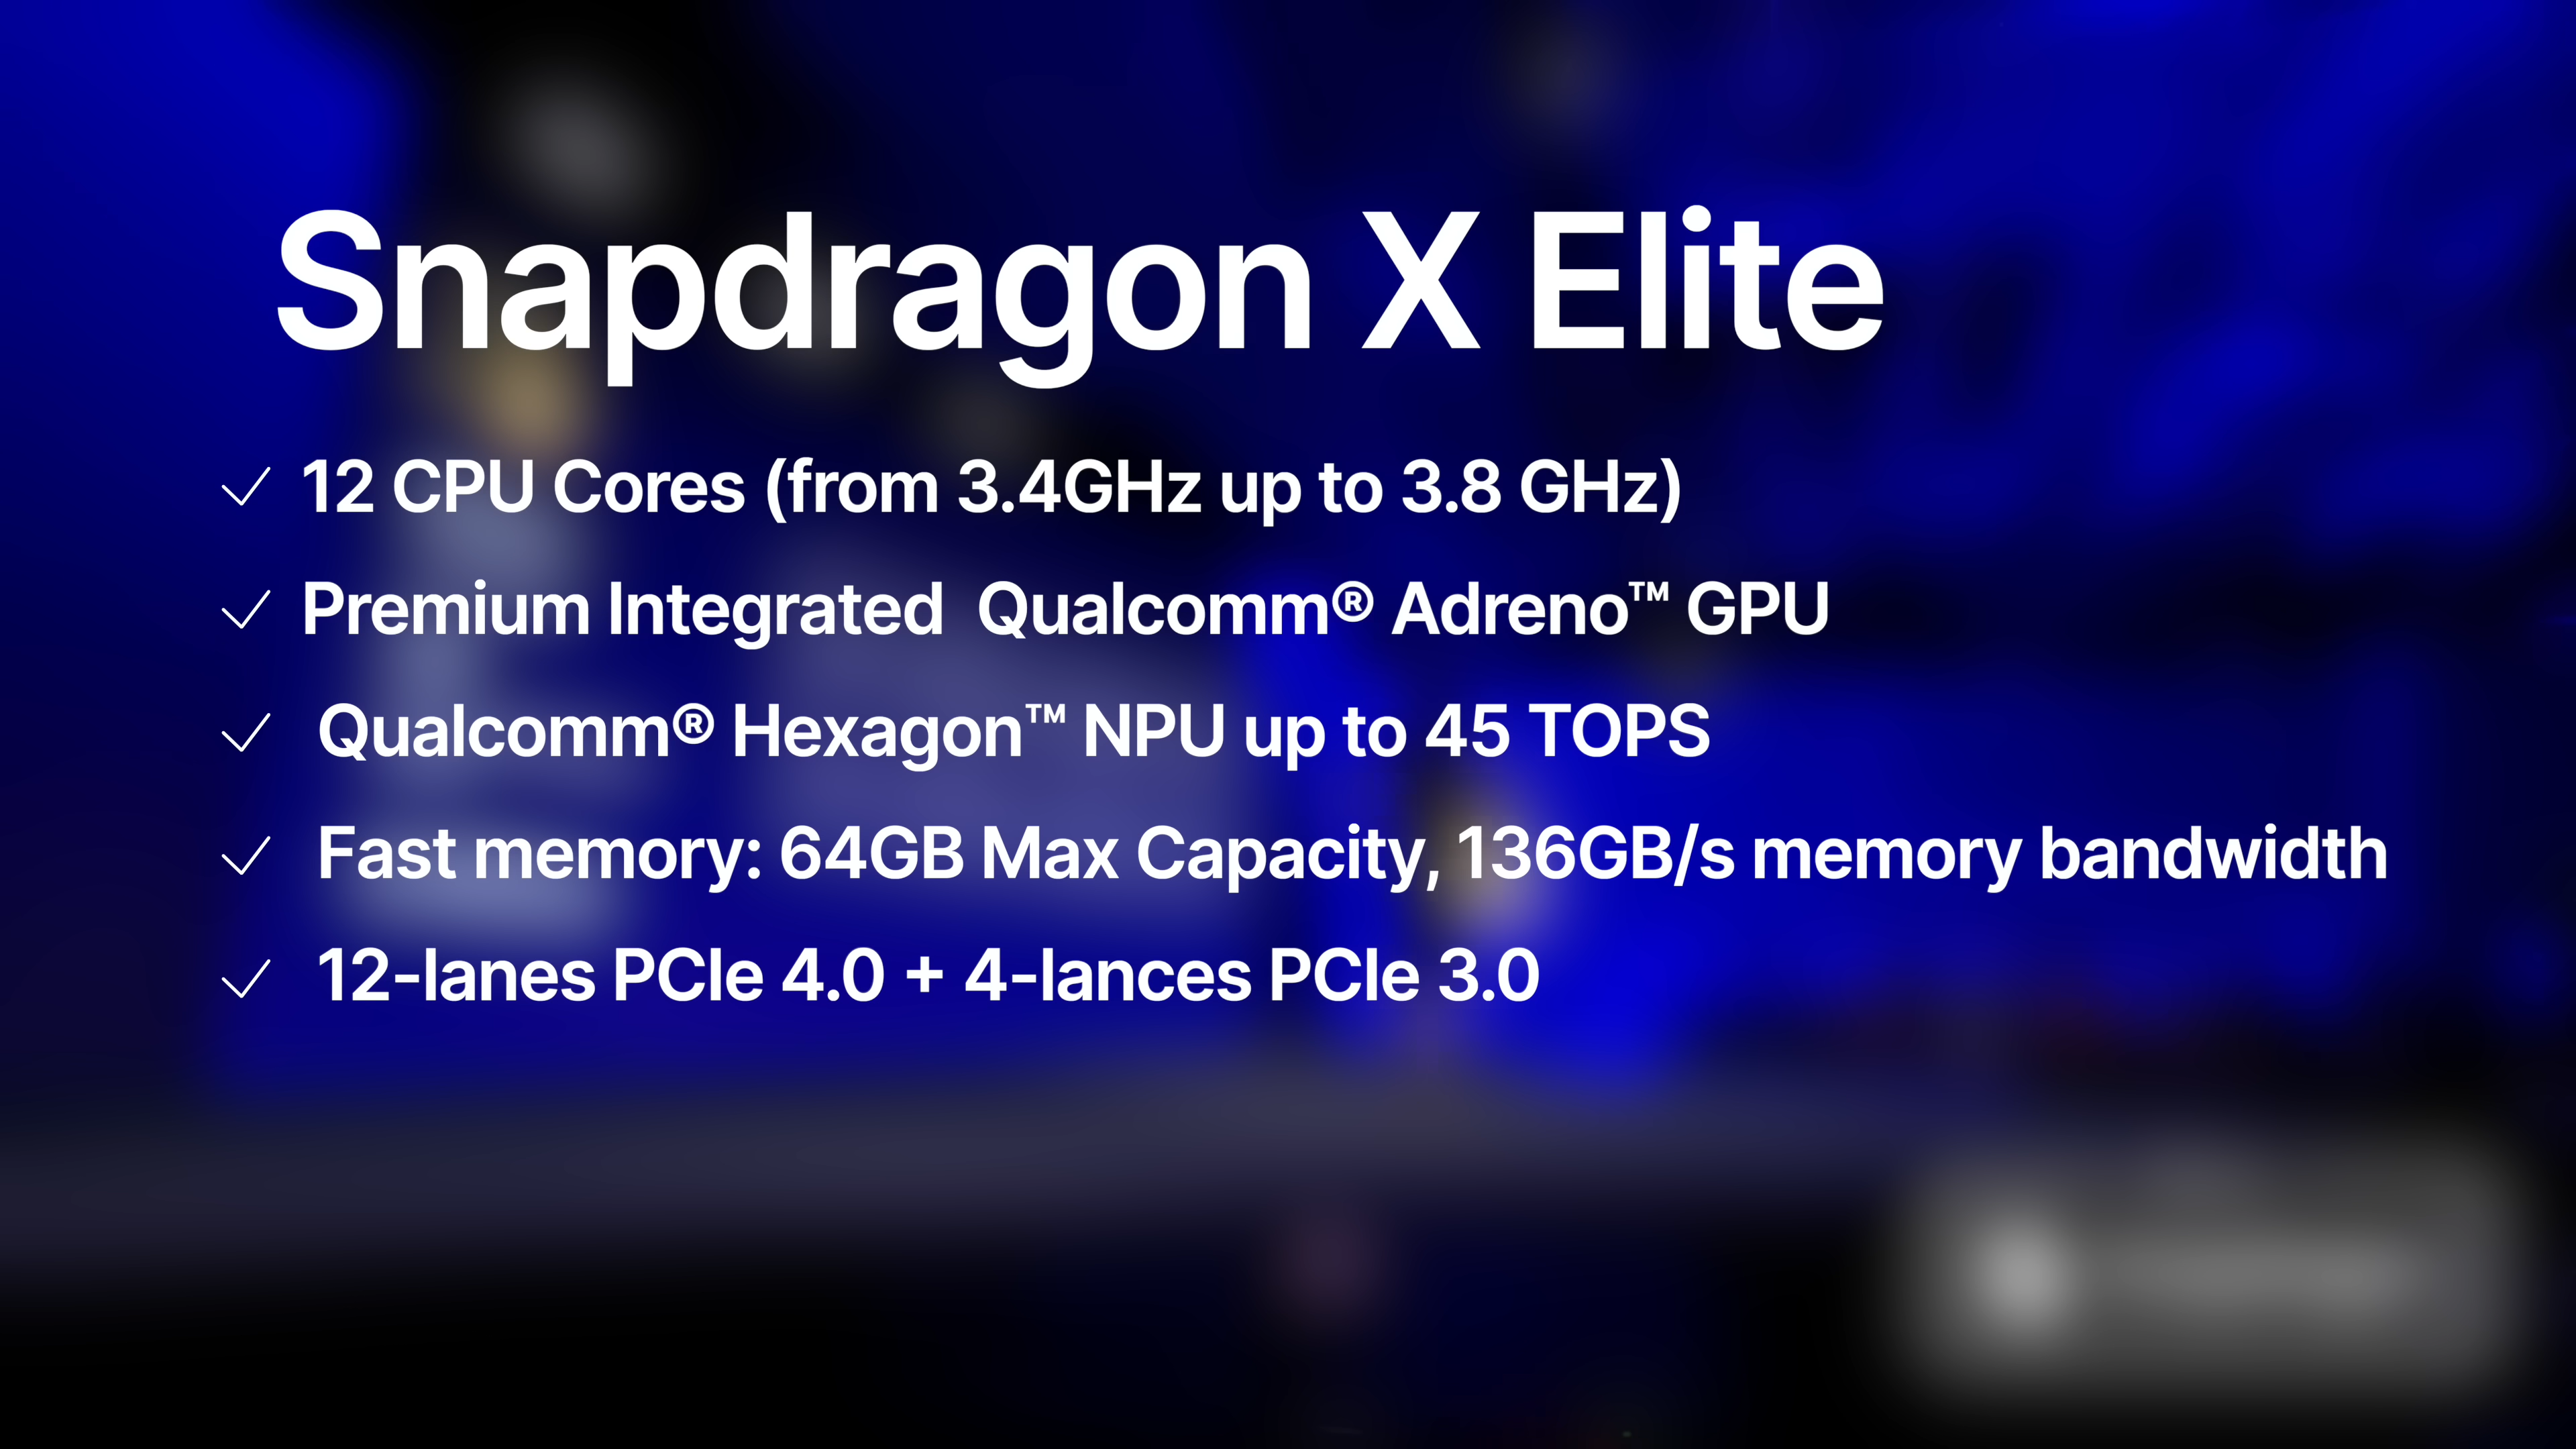 Snapdragon X Elite
✓ 12 CPU Cores (from 3.4GHz up to 3.8 GHz)
✓ Premium Integrated  Qualcomm® Adreno™ GPU
✓ Qualcomm® Hexagon™ NPU up to 45 TOPS
✓ Fast memory: 64GB Max Capacity, 136GB/s memory bandwidth
✓ 12-lanes PCIe 4.0 + 4-lances PCIe 3.0